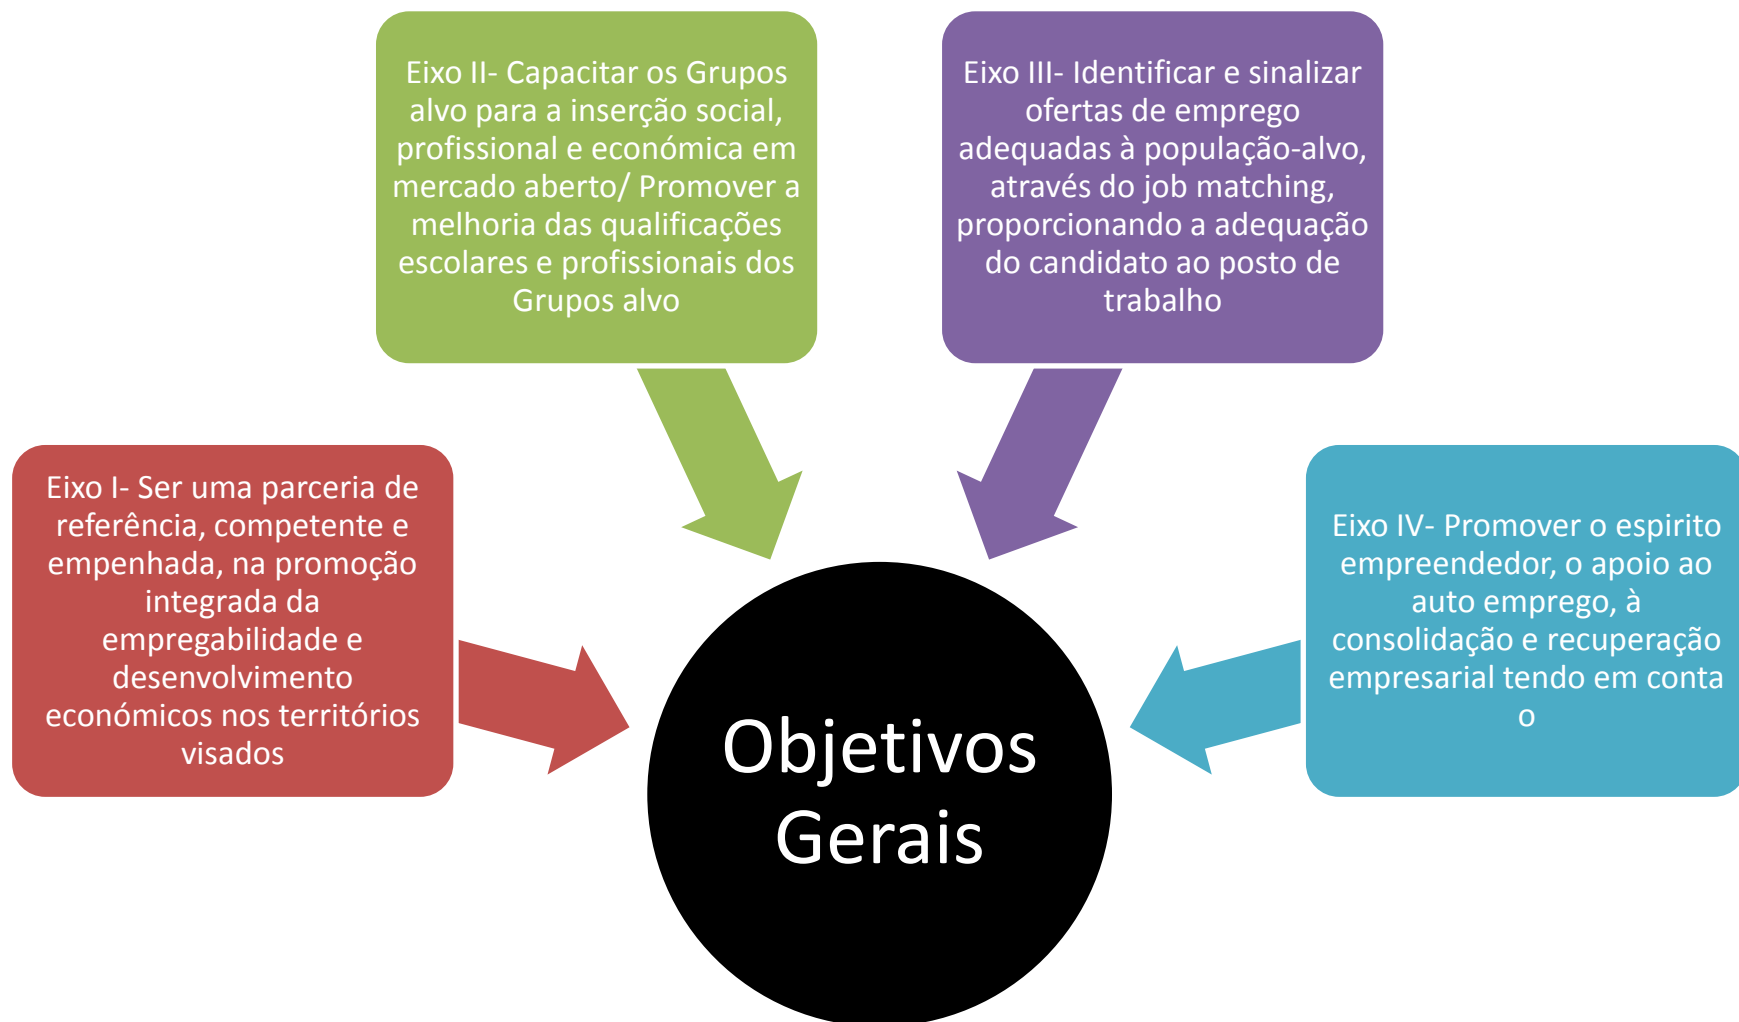 Eixo II- Capacitar os Grupos
alvo para a inserção social,
profissional e económica em
mercado aberto/ Promover a
melhoria das qualificações
escolares e profissionais dos
Grupos alvo
Eixo III- Identificar e sinalizar
ofertas de emprego
adequadas à população-alvo,
através do job matching,
proporcionando a adequação
do candidato ao posto de
trabalho
Eixo I- Ser uma parceria de
referência, competente e
empenhada, na promoção
integrada da
empregabilidade e
desenvolvimento
económicos nos territórios
visados
Eixo IV- Promover o espirito
empreendedor, o apoio ao
auto emprego, à
consolidação e recuperação
empresarial tendo em conta
o
Objetivos
Gerais